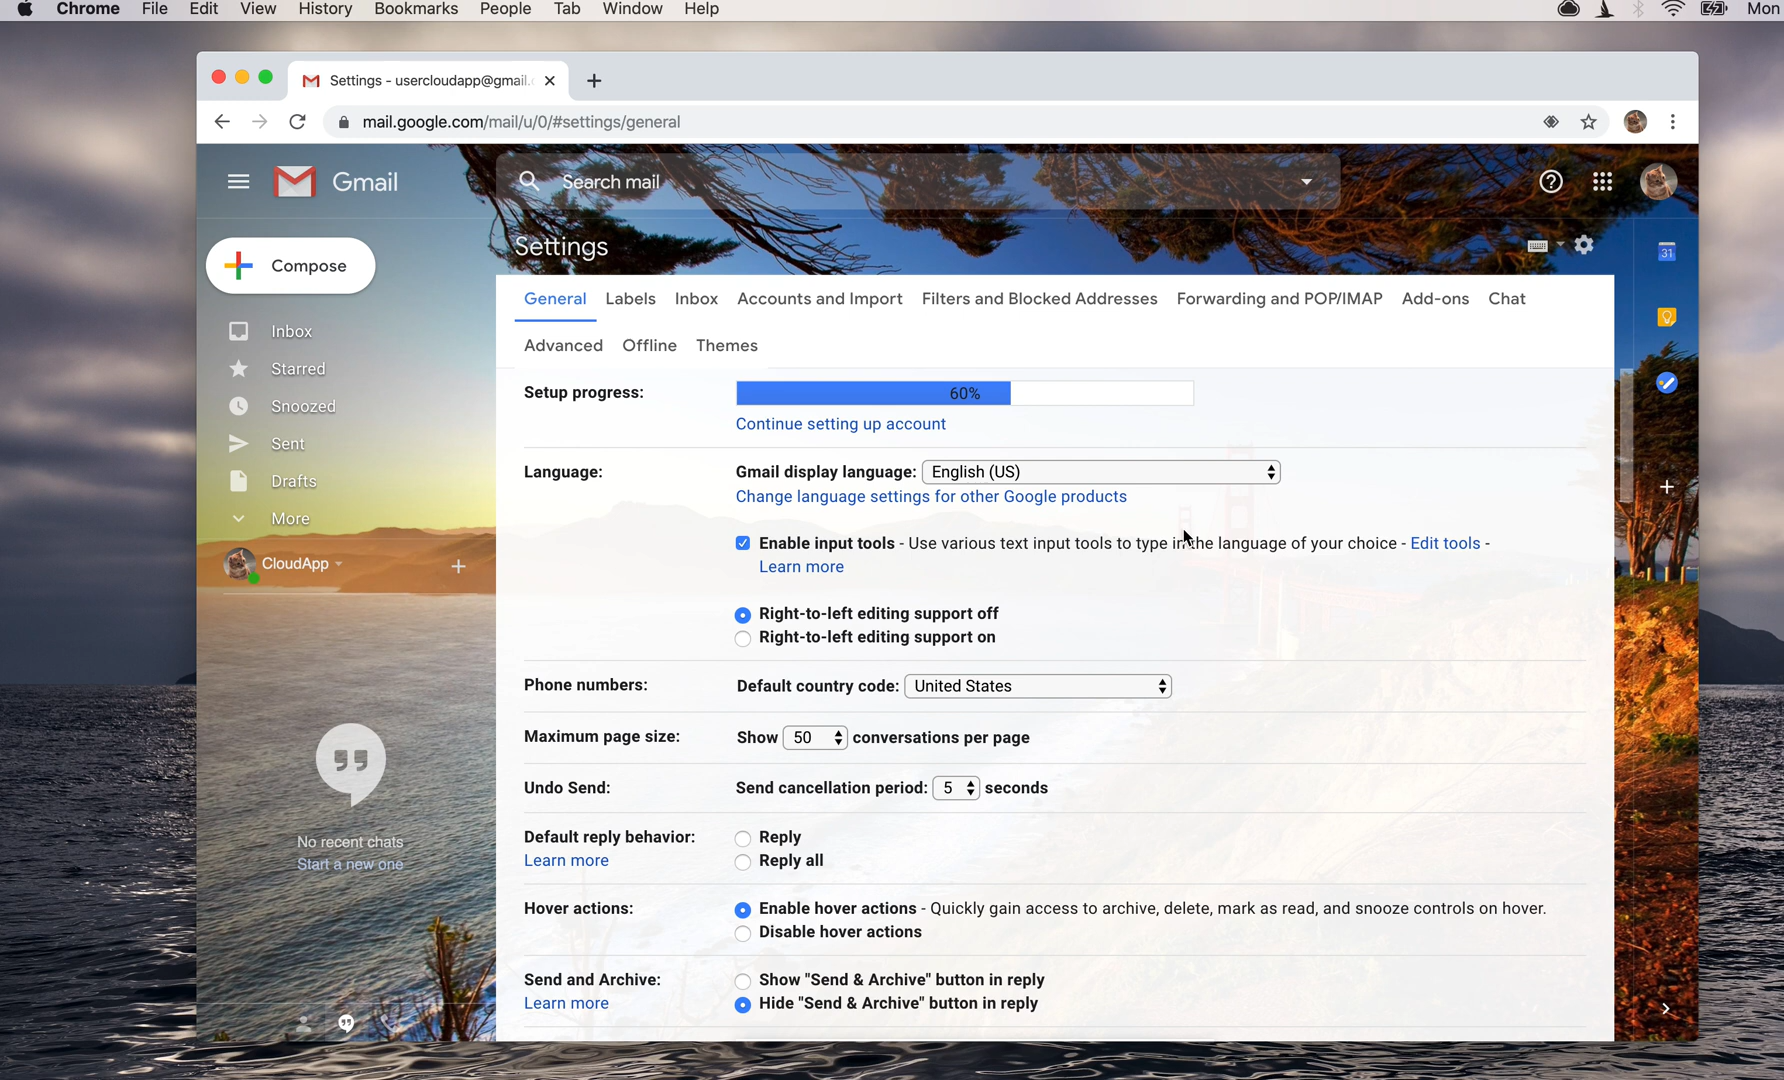 Chrome File Edit View History Bookmarks People Tab Window Help Mon
Settings - usercloudapp@gmail.
mail.google.com/mail/u/0/#settings/general
Gmail
Search mail
Settings
31
Compose
General Labels Inbox Accounts and Import Filters and Blocked Addresses Forwarding and POP/IMAP Add-ons Chat
Advanced Offline Themes
Inbox
Starred
Snoozed
Sent
Drafts
More
CloudApp
No recent chats
Start a new one
Setup progress: 60%
Continue setting up account
Language: Gmail display language: English (US)
Change language settings for other Google products
Enable input tools - Use various text input tools to type in the language of your choice - Edit tools -
Learn more
Right-to-left editing support off
Right-to-left editing support on
Phone numbers: Default country code: United States
Maximum page size: Show 50 conversations per page
Undo Send: Send cancellation period: 5 seconds
Default reply behavior: Reply
Learn more Reply all
Hover actions: Enable hover actions - Quickly gain access to archive, delete, mark as read, and snooze controls on hover.
Disable hover actions
Send and Archive: Show "Send & Archive" button in reply
Learn more Hide "Send & Archive" button in reply